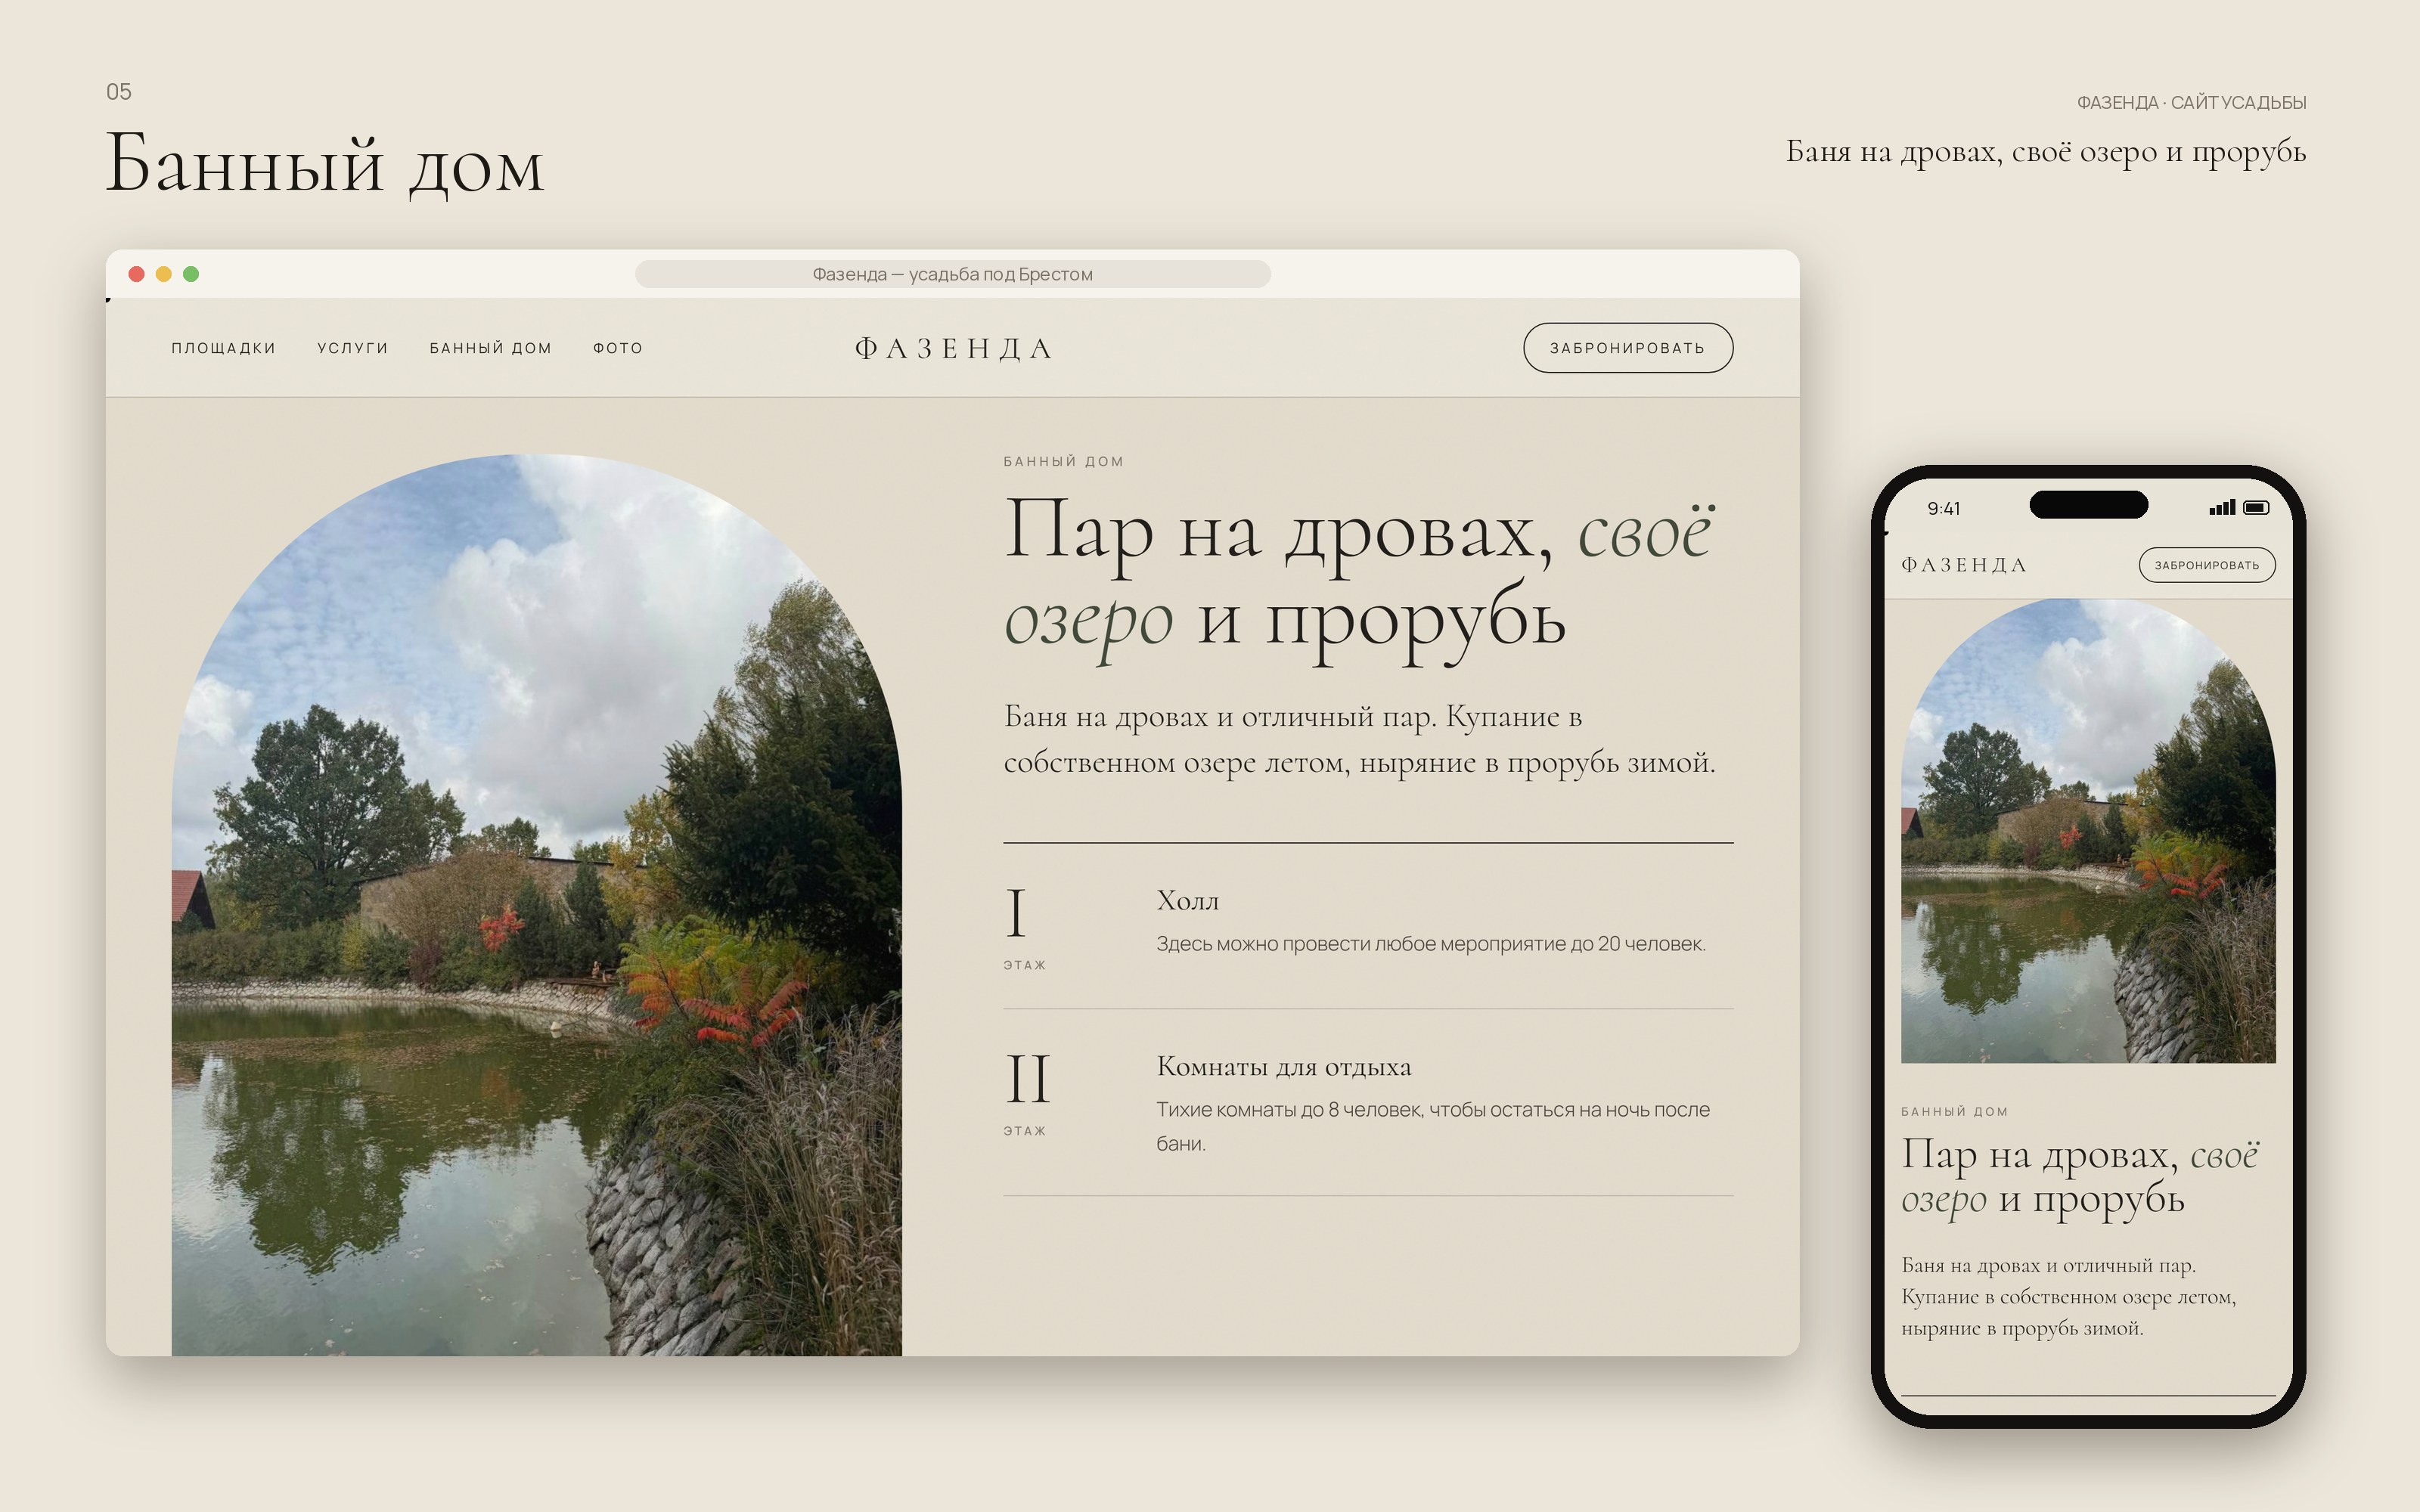 05
Банный дом
ФАЗЕНДА · САЙТ УСАДЬБЫ
Баня на дровах, своё озеро и прорубь
Фазенда — усадьба под Брестом
ПЛОЩАДКИ УСЛУГИ БАННЫЙ ДОМ ФОТО
ФАЗЕНДА
ЗАБРОНИРОВАТЬ
БАННЫЙ ДОМ
Пар на дровах, своё
озеро и прорубь
Баня на дровах и отличный пар. Купание в
собственном озере летом, ныряние в прорубь зимой.
I
ЭТАЖ
Холл
Здесь можно провести любое мероприятие до 20 человек.
II
ЭТАЖ
Комнаты для отдыха
Тихие комнаты до 8 человек, чтобы остаться на ночь после
бани.
9:41
ФАЗЕНДА
ЗАБРОНИРОВАТЬ
БАННЫЙ ДОМ
Пар на дровах, своё
озеро и прорубь
Баня на дровах и отличный пар.
Купание в собственном озере летом,
ныряние в прорубь зимой.